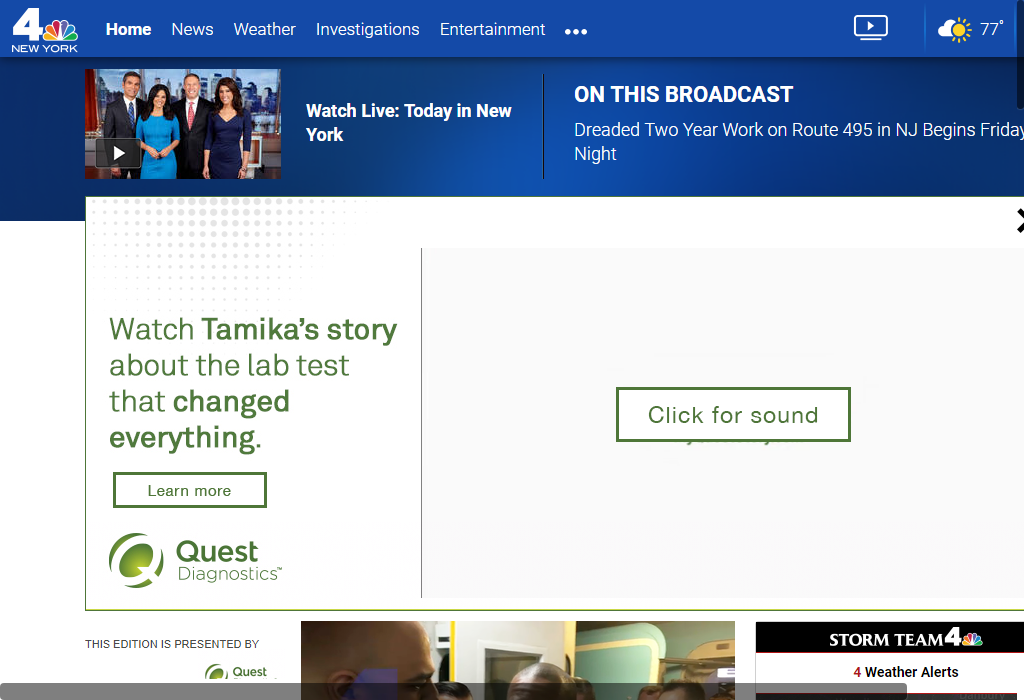 4
NEW YORK
Home News Weather Investigations Entertainment
77°
Watch Live: Today in New
York
ON THIS BROADCAST
Dreaded Two Year Work on Route 495 in NJ Begins Friday
Night
Watch Tamika's story
about the lab test
that changed
everything.
Click for sound
Learn more
Quest
Diagnostics™
THIS EDITION IS PRESENTED BY
Quest
STORM TEAM 4
4 Weather Alerts